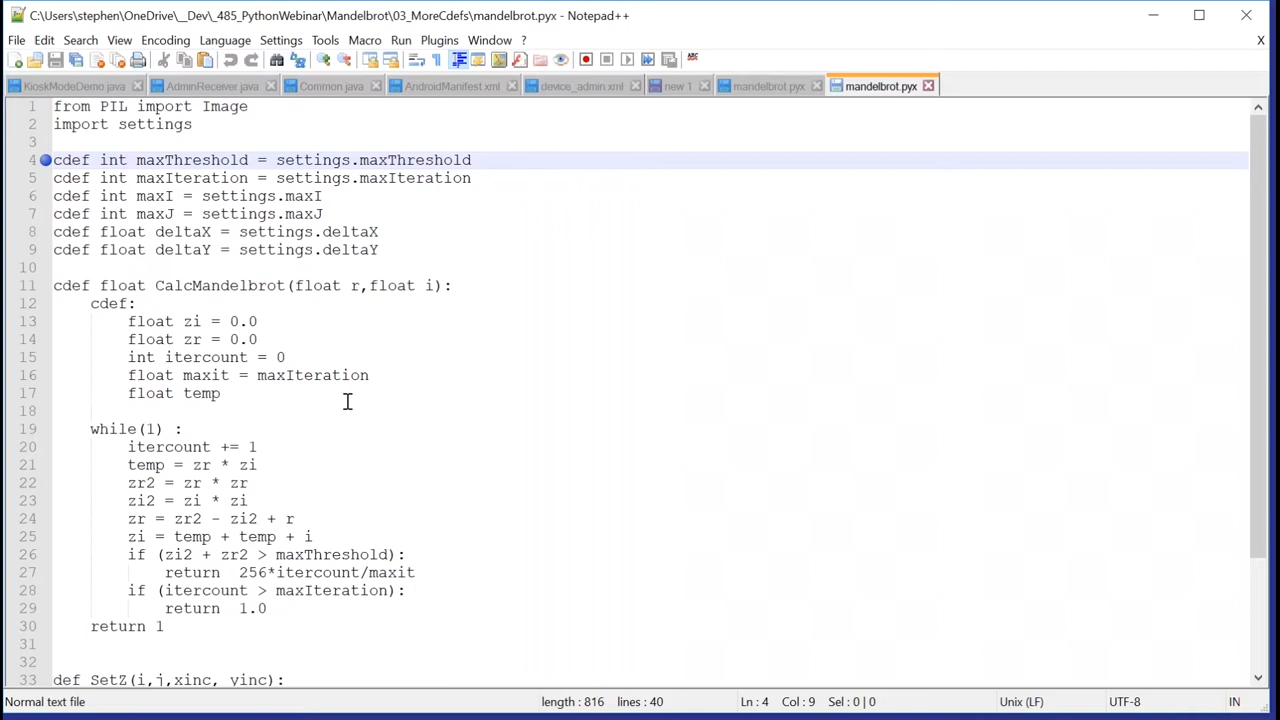 C:\Users\stephen\OneDrive\__Dev\_485_PythonWebinar\Mandelbrot\03_MoreCdefs\mandelbrot.pyx - Notepad++
File Edit Search View Encoding Language Settings Tools Macro Run Plugins Window ? X
KioskModeDemo java AdminReceiver java Common java AndroidManifest xml device_admin.xml new 1 mandelbrot pyx mandelbrot.pyx
1 from PIL import Image
2 import settings
3
4 cdef int maxThreshold = settings.maxThreshold
5 cdef int maxIteration = settings.maxIteration
6 cdef int maxI = settings.maxI
7 cdef int maxJ = settings.maxJ
8 cdef float deltaX = settings.deltaX
9 cdef float deltaY = settings.deltaY
10
11 cdef float CalcMandelbrot(float r,float i):
12 cdef:
13 float zi = 0.0
14 float zr = 0.0
15 int itercount = 0
16 float maxit = maxIteration
17 float temp
18
19 while(1) :
20 itercount += 1
21 temp = zr * zi
22 zr2 = zr * zr
23 zi2 = zi * zi
24 zr = zr2 - zi2 + r
25 zi = temp + temp + i
26 if (zi2 + zr2 > maxThreshold):
27 return 256*itercount/maxit
28 if (itercount > maxIteration):
29 return 1.0
30 return 1
31
32
33 def SetZ(i,j,xinc, yinc):
Normal text file length : 816 lines : 40 Ln : 4 Col : 9 Sel : 0 | 0 Unix (LF) UTF-8 IN